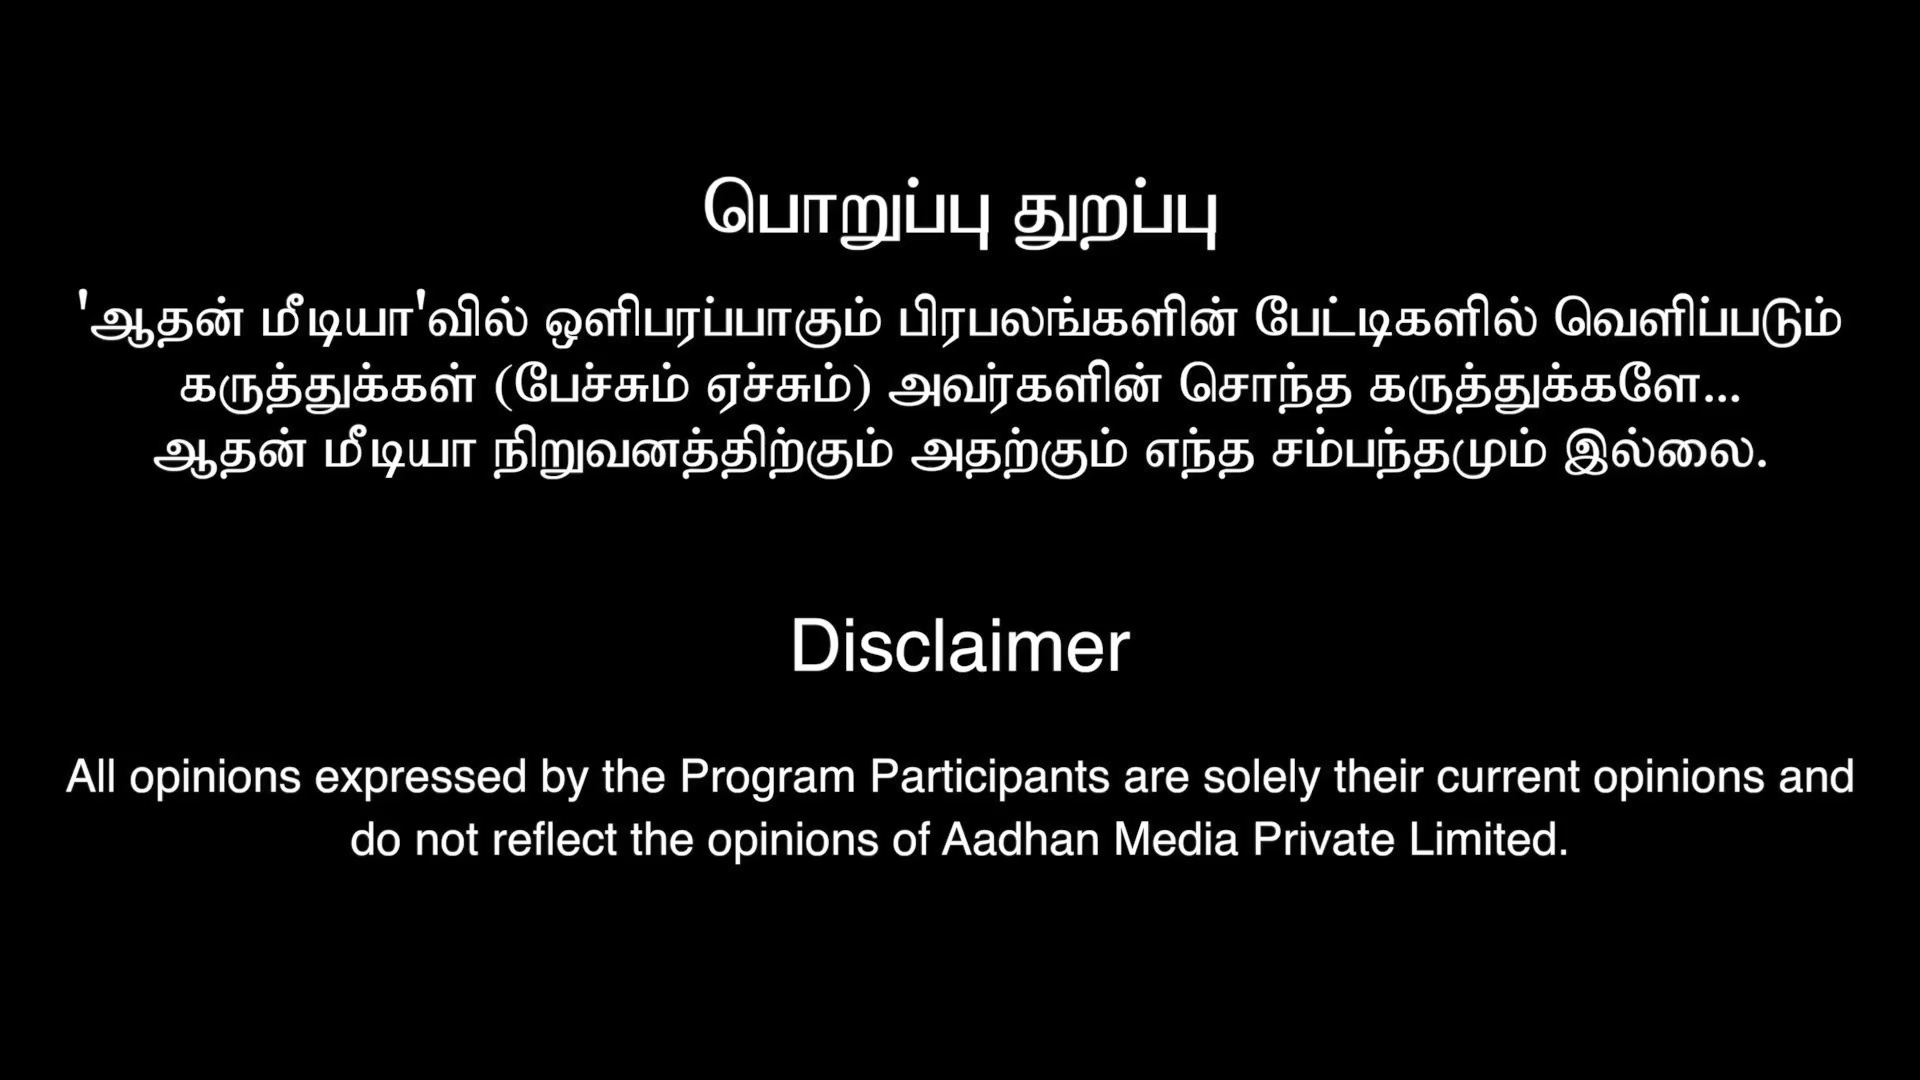 பொறுப்பு துறப்பு
'ஆதன் மீடியா'வில் ஒளிபரப்பாகும் பிரபலங்களின் பேட்டிகளில் வெளிப்படும்
கருத்துக்கள் (பேச்சும் ஏச்சும்) அவர்களின் சொந்த கருத்துக்களே...
ஆதன் மீடியா நிறுவனத்திற்கும் அதற்கும் எந்த சம்பந்தமும் இல்லை.
Disclaimer
All opinions expressed by the Program Participants are solely their current opinions and
do not reflect the opinions of Aadhan Media Private Limited.